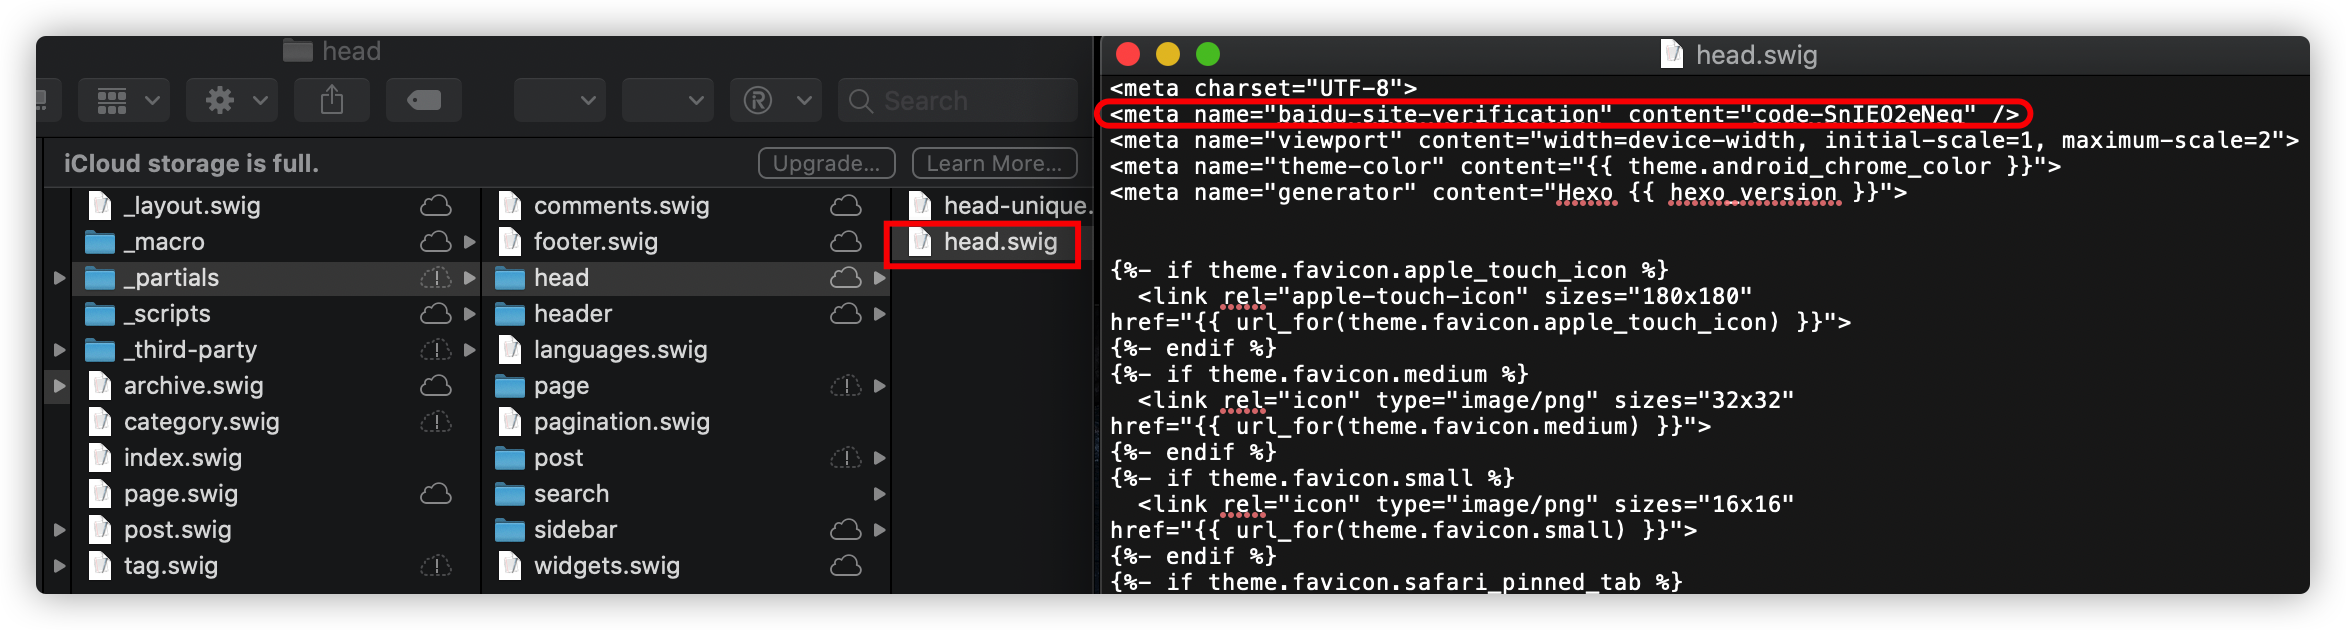 head
Search
iCloud storage is full.
Upgrade...
Learn More...
_layout.swig
_macro
_partials
_scripts
_third-party
archive.swig
category.swig
index.swig
page.swig
post.swig
tag.swig
comments.swig
footer.swig
head
header
languages.swig
page
pagination.swig
post
search
sidebar
widgets.swig
head-unique.
head.swig
head.swig
<meta charset="UTF-8">
<meta name="baidu-site-verification" content="code-SnIEO2eNeq" />
<meta name="viewport" content="width=device-width, initial-scale=1, maximum-scale=2">
<meta name="theme-color" content="{{ theme.android_chrome_color }}">
<meta name="generator" content="Hexo {{ hexo_version }}">
{%- if theme.favicon.apple_touch_icon %}
<link rel="apple-touch-icon" sizes="180x180"
href="{{ url_for(theme.favicon.apple_touch_icon) }}">
{%- endif %}
{%- if theme.favicon.medium %}
<link rel="icon" type="image/png" sizes="32x32"
href="{{ url_for(theme.favicon.medium) }}">
{%- endif %}
{%- if theme.favicon.small %}
<link rel="icon" type="image/png" sizes="16x16"
href="{{ url_for(theme.favicon.small) }}">
{%- endif %}
{%- if theme.favicon.safari_pinned_tab %}